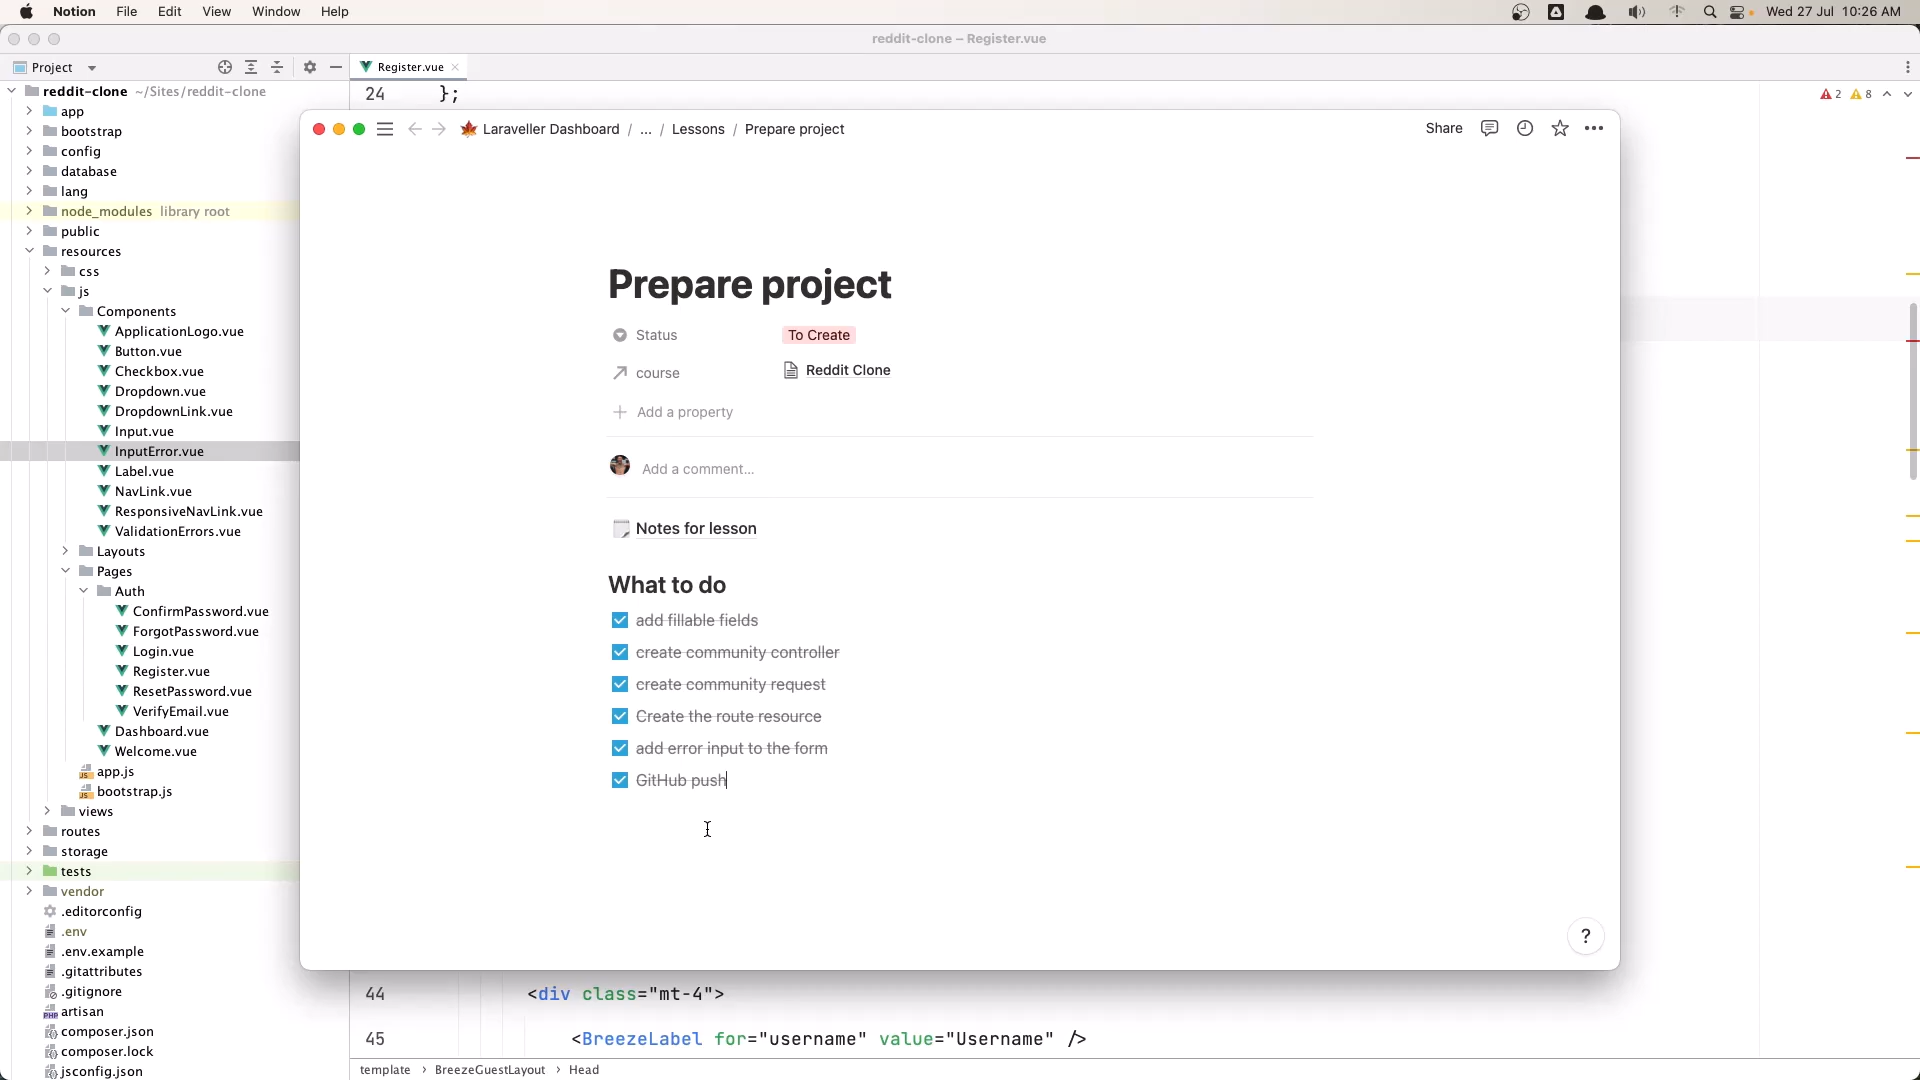 Notion File Edit View Window Help
Wed 27 Jul 10:26 AM
reddit-clone – Register.vue
Project
Register.vue
reddit-clone ~/Sites/reddit-clone
24 };
2 8
app
bootstrap
config
database
lang
node_modules library root
public
resources
css
js
Components
ApplicationLogo.vue
Button.vue
Checkbox.vue
Dropdown.vue
DropdownLink.vue
Input.vue
InputError.vue
Label.vue
NavLink.vue
ResponsiveNavLink.vue
ValidationErrors.vue
Layouts
Pages
Auth
ConfirmPassword.vue
ForgotPassword.vue
Login.vue
Register.vue
ResetPassword.vue
VerifyEmail.vue
Dashboard.vue
Welcome.vue
app.js
bootstrap.js
views
routes
storage
tests
vendor
.editorconfig
.env
.env.example
.gitattributes
.gitignore
artisan
composer.json
composer.lock
jsconfig.json
Laraveller Dashboard / ... / Lessons / Prepare project
Share
Prepare project
Status To Create
course Reddit Clone
Add a property
Add a comment...
Notes for lesson
What to do
add fillable fields
create community controller
create community request
Create the route resource
add error input to the form
GitHub push
?
44 <div class="mt-4">
45 <BreezeLabel for="username" value="Username" />
template › BreezeGuestLayout › Head